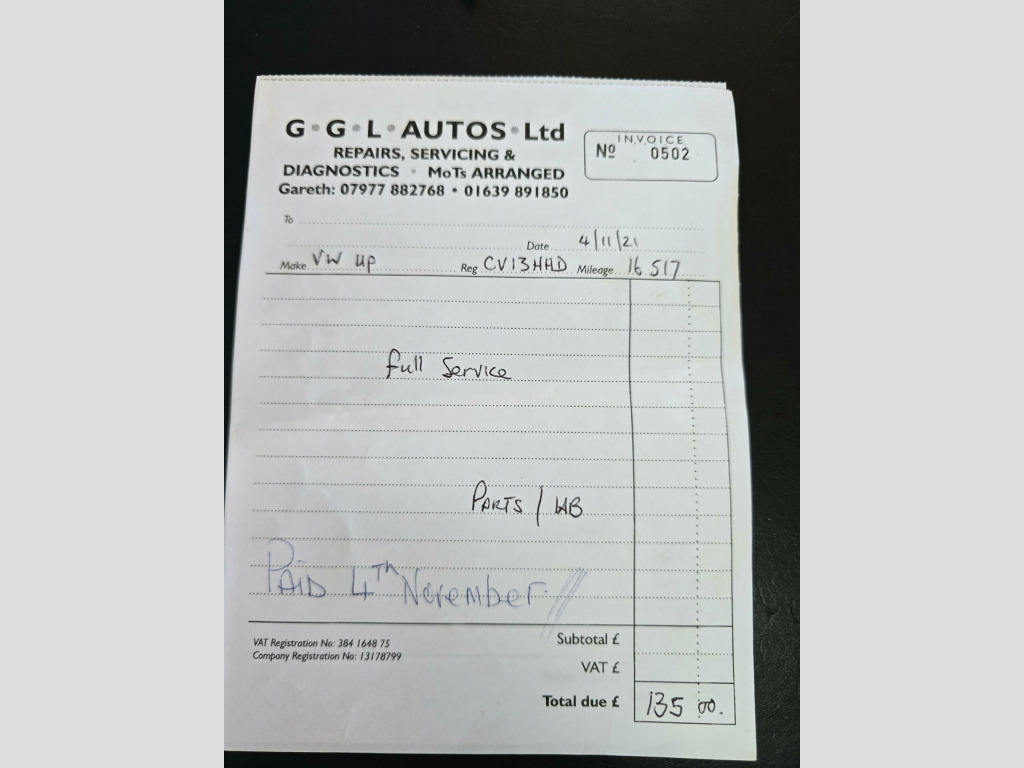 G • G • L • AUTOS • Ltd
REPAIRS, SERVICING &
DIAGNOSTICS • MoTs ARRANGED
Gareth: 07977 882768 • 01639 891850
INVOICE
Nº 0502
To
Date 4/11/21
Make VW UP Reg CV13HHD Mileage 16 517
full Service
PARTS / LAB
PAID 4Th November
VAT Registration No: 384 1648 75
Company Registration No: 13178799
Subtotal £
VAT £
Total due £ 135 00.